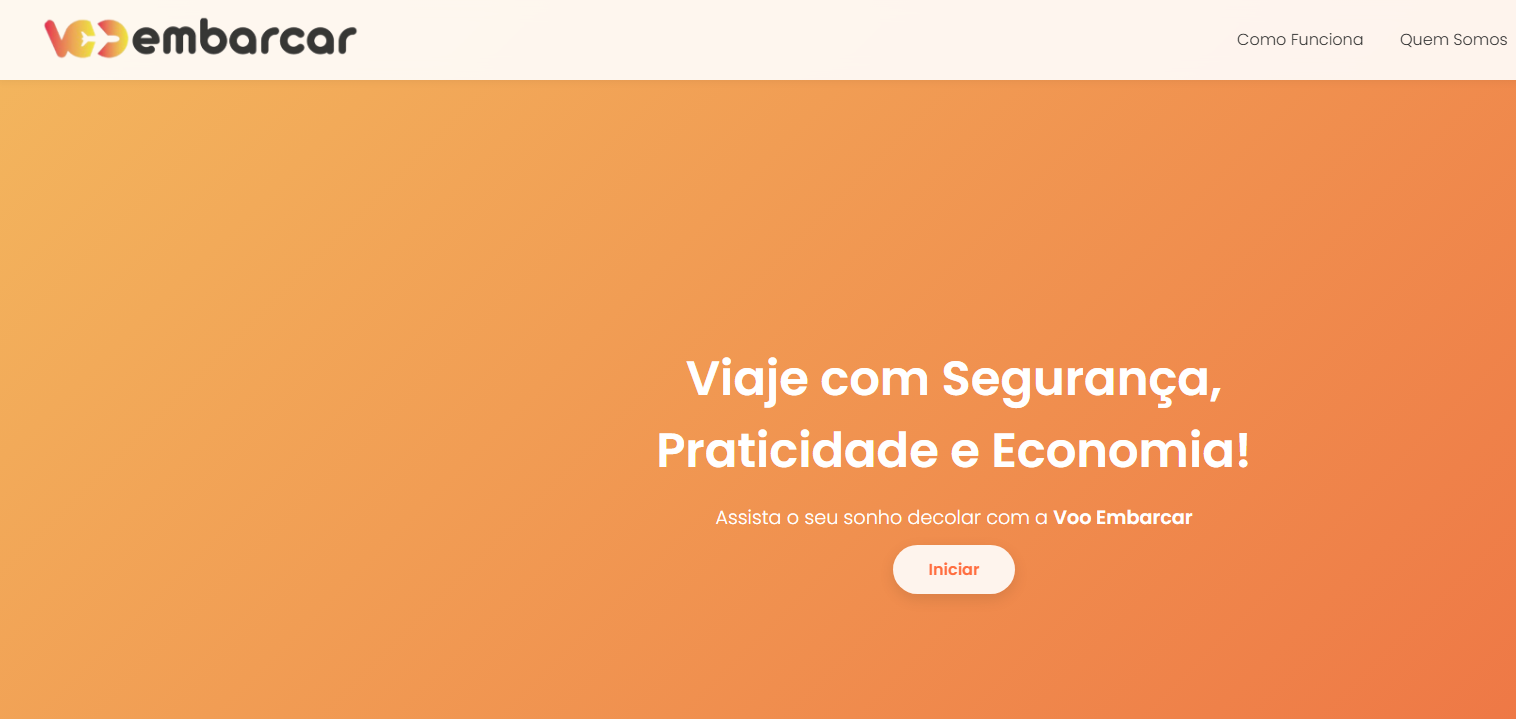 VOO embarcar
Como Funciona Quem Somos
Viaje com Segurança,
Praticidade e Economia!
Assista o seu sonho decolar com a Voo Embarcar
Iniciar